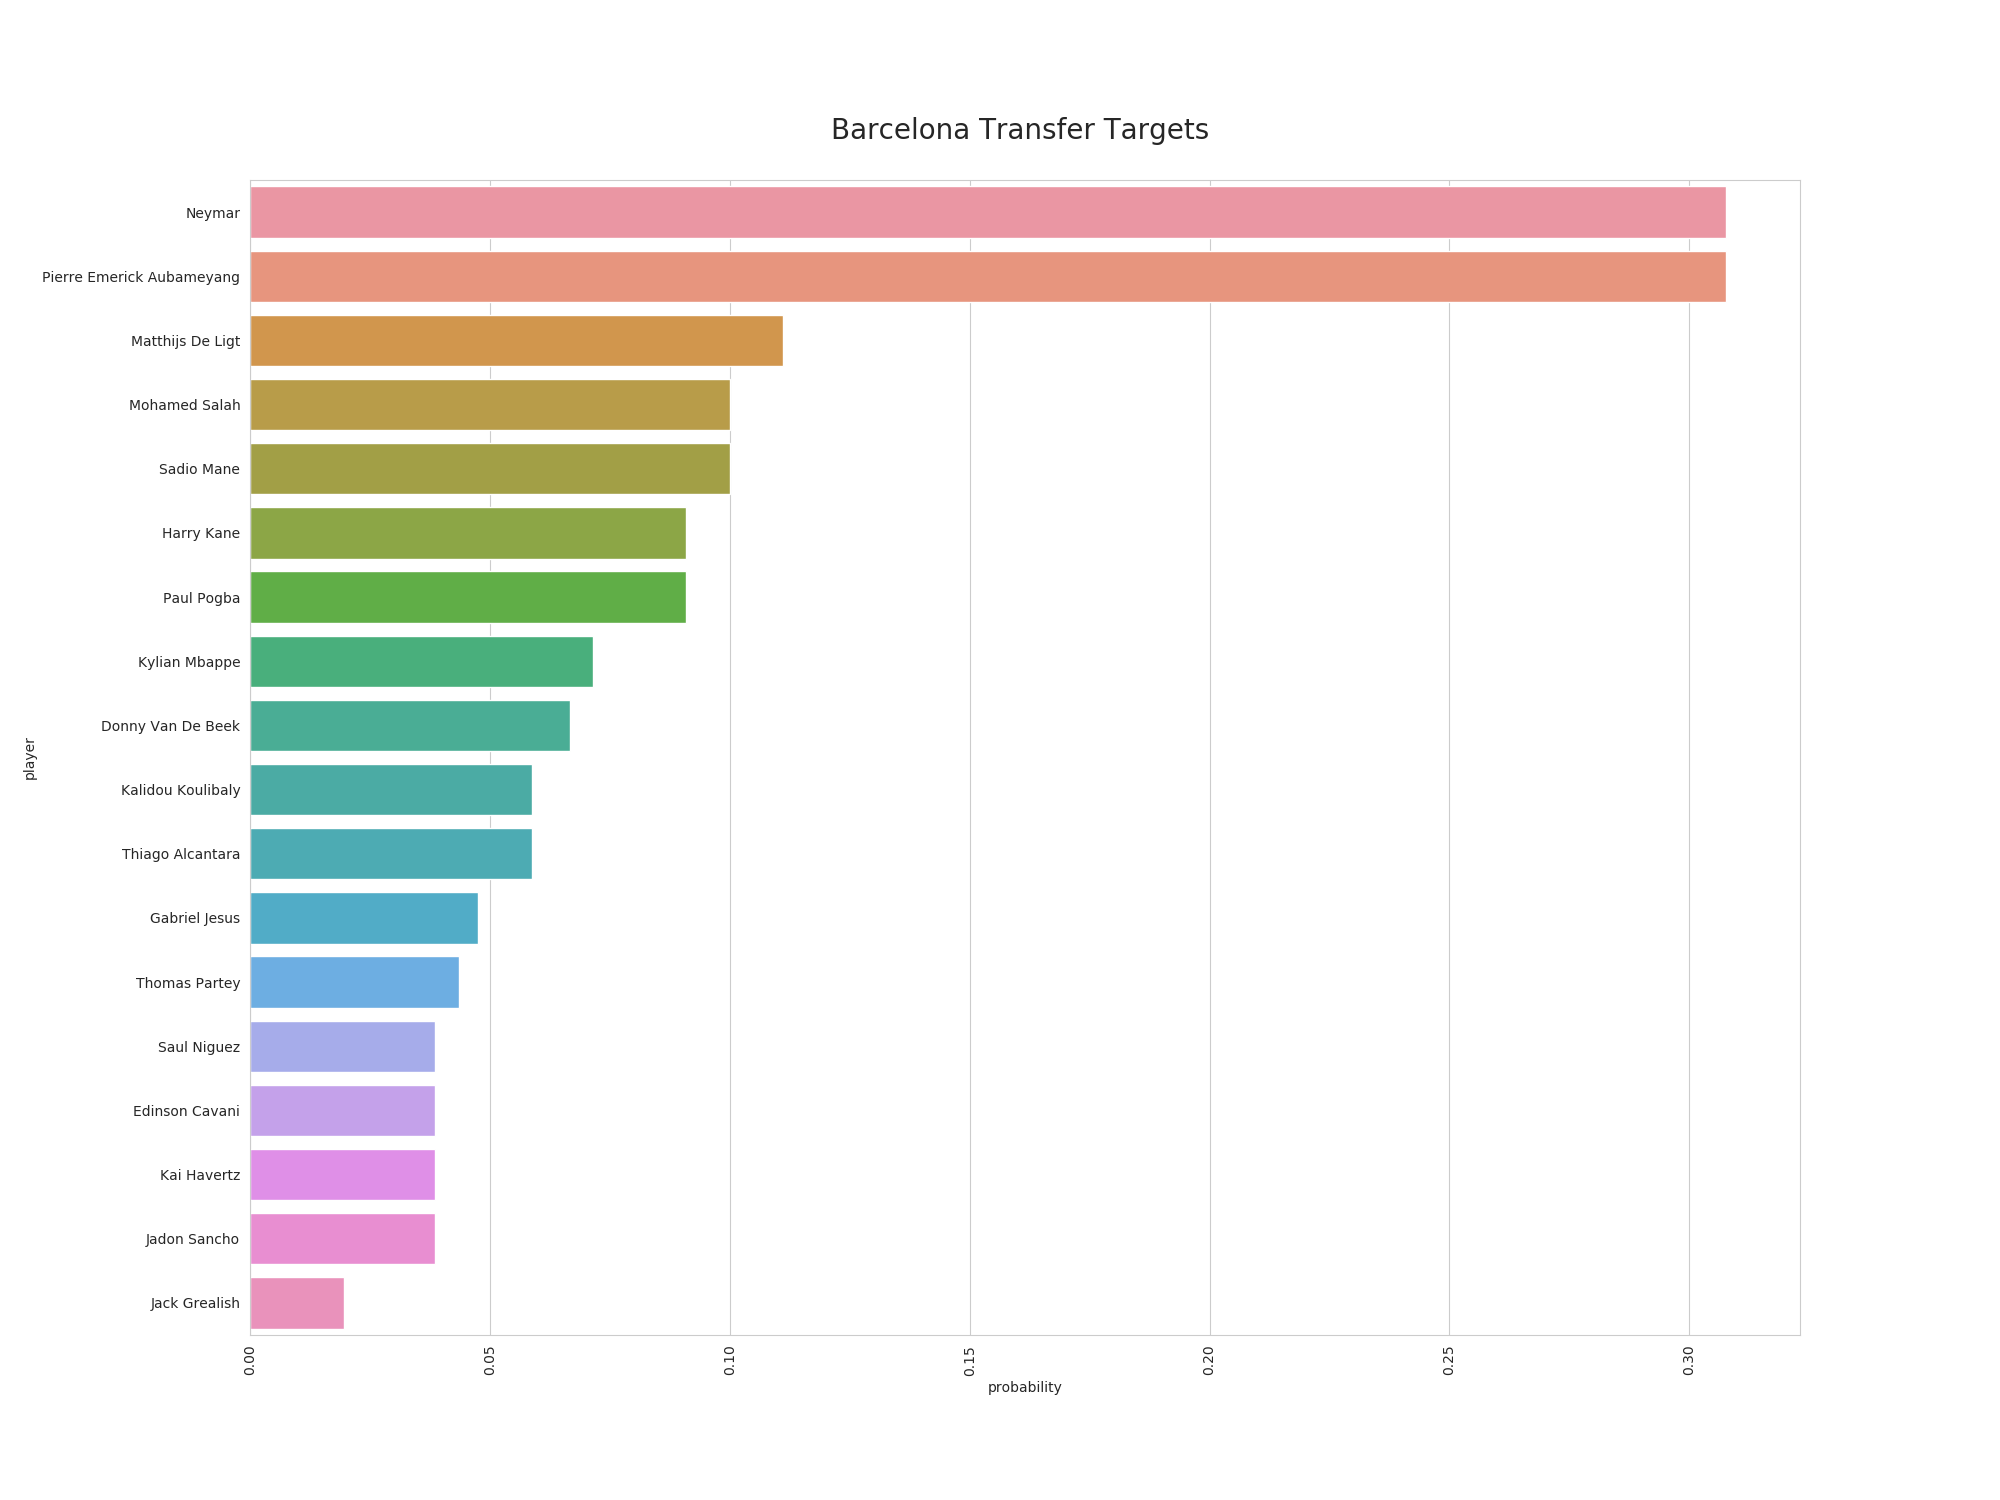 Barcelona Transfer Targets
Neymar
Pierre Emerick Aubameyang
Matthijs De Ligt
Mohamed Salah
Sadio Mane
Harry Kane
Paul Pogba
Kylian Mbappe
Donny Van De Beek
Kalidou Koulibaly
Thiago Alcantara
Gabriel Jesus
Thomas Partey
Saul Niguez
Edinson Cavani
Kai Havertz
Jadon Sancho
Jack Grealish
player
0.00
0.05
0.10
0.15
0.20
0.25
0.30
probability